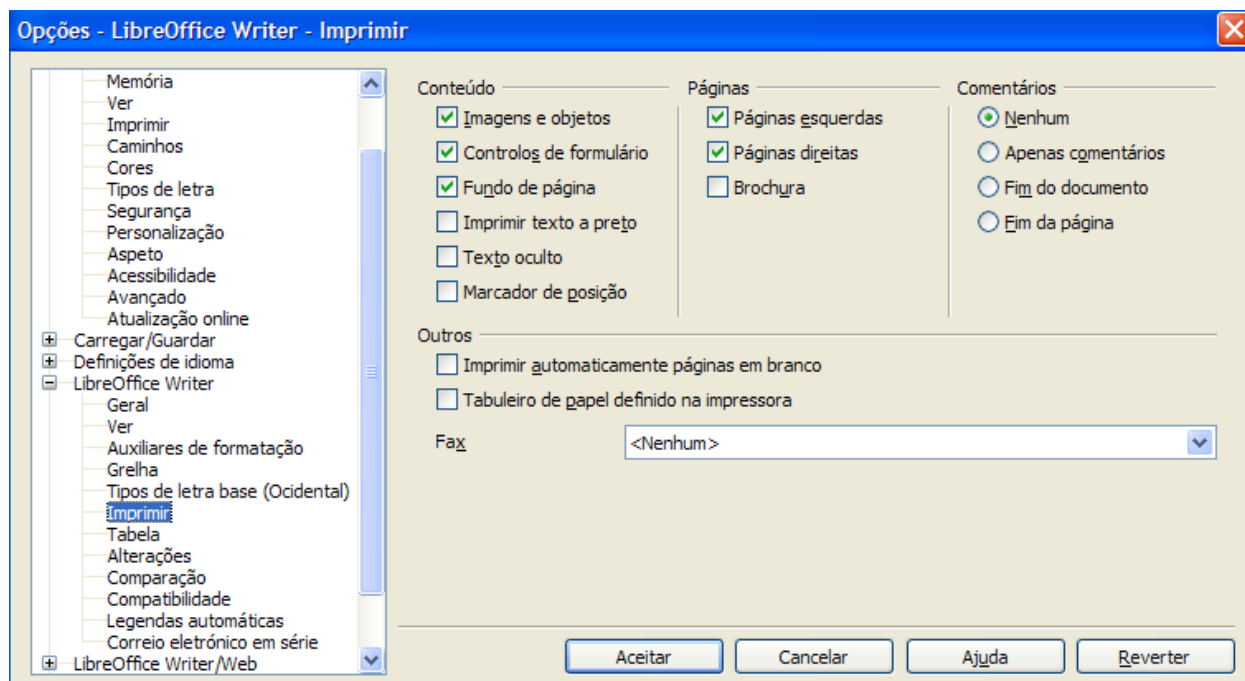 Opções - LibreOffice Writer - Imprimir
Memória
Ver
Imprimir
Caminhos
Cores
Tipos de letra
Segurança
Personalização
Aspeto
Acessibilidade
Avançado
Atualização online
Carregar/Guardar
Definições de idioma
LibreOffice Writer
Geral
Ver
Auxiliares de formatação
Grelha
Tipos de letra base (Ocidental)
Imprimir
Tabela
Alterações
Comparação
Compatibilidade
Legendas automáticas
Correio eletrónico em série
LibreOffice Writer/Web
Conteúdo
Imagens e objetos
Controlos de formulário
Fundo de página
Imprimir texto a preto
Texto oculto
Marcador de posição
Páginas
Páginas esquerdas
Páginas direitas
Brochura
Comentários
Nenhum
Apenas comentários
Fim do documento
Fim da página
Outros
Imprimir automaticamente páginas em branco
Tabuleiro de papel definido na impressora
Fax <Nenhum>
Aceitar Cancelar Ajuda Reverter